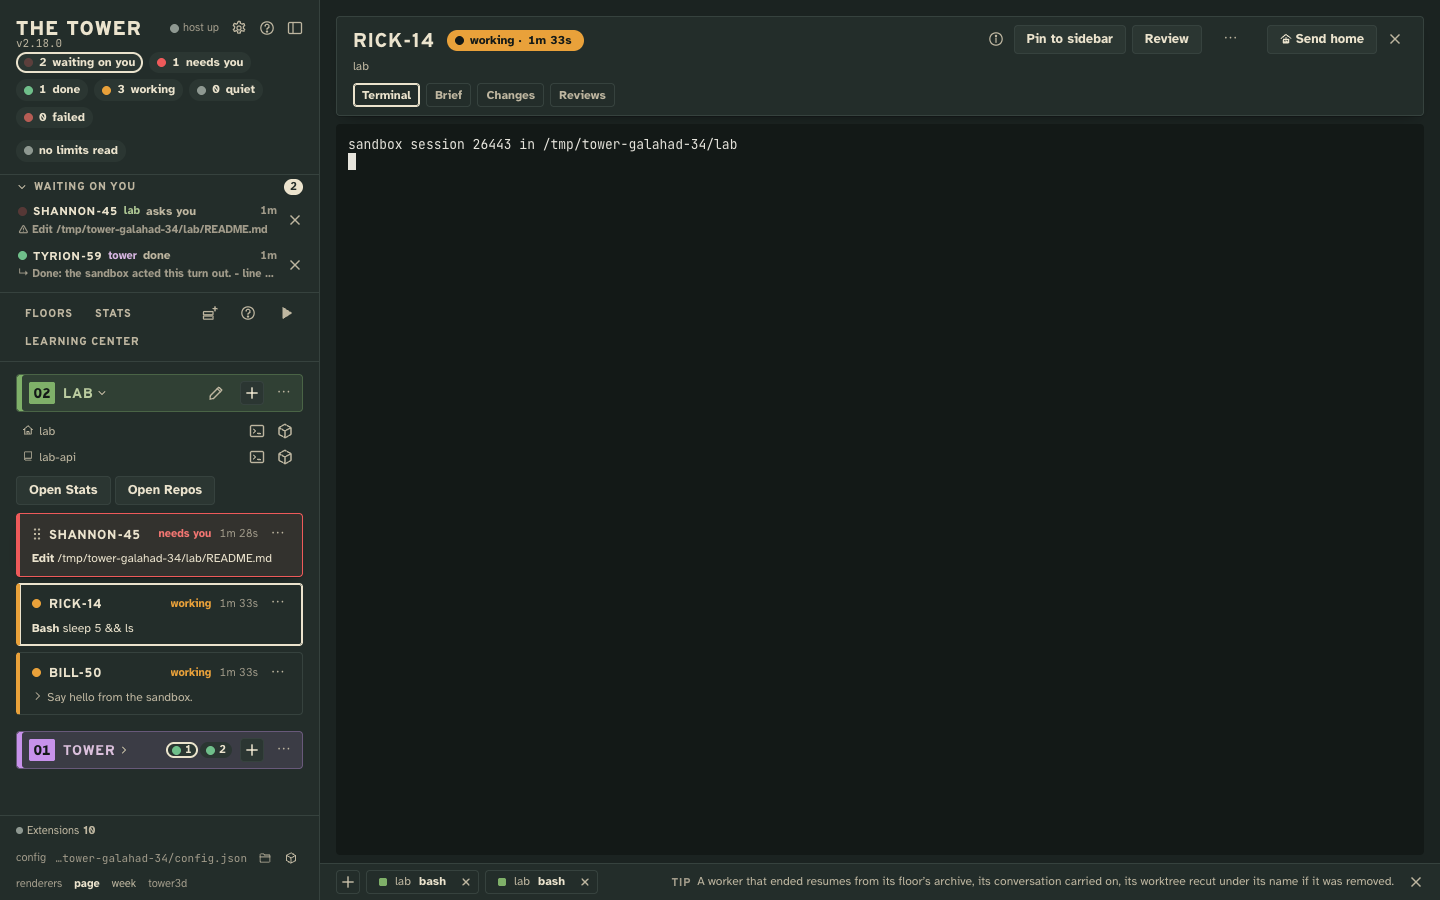 THE TOWER host up
v2.18.0
2 waiting on you 1 needs you
1 done 3 working 0 quiet
0 failed
no limits read
WAITING ON YOU 2
SHANNON-45 lab asks you 1m
Edit /tmp/tower-galahad-34/lab/README.md
TYRION-59 tower done 1m
Done: the sandbox acted this turn out. - line ...
FLOORS STATS
LEARNING CENTER
02 LAB
lab
lab-api
Open Stats Open Repos
SHANNON-45 needs you 1m 28s
Edit /tmp/tower-galahad-34/lab/README.md
RICK-14 working 1m 33s
Bash sleep 5 && ls
BILL-50 working 1m 33s
Say hello from the sandbox.
01 TOWER 1 2
Extensions 10
config …tower-galahad-34/config.json
renderers page week tower3d
RICK-14 working · 1m 33s
Pin to sidebar Review ... Send home
lab
Terminal Brief Changes Reviews
sandbox session 26443 in /tmp/tower-galahad-34/lab
lab bash lab bash
TIP A worker that ended resumes from its floor's archive, its conversation carried on, its worktree recut under its name if it was removed.